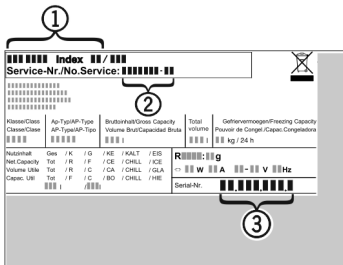 1
Index /
Service-Nr./No.Service: -
2
Klasse/Class Ap-Typ/AP-Type Bruttoinhalt/Gross Capacity Total Gefriervermoegen/Freezing Capacity
Classe/Clase AP-Type/AP-Tipo Volume Brut/Capacidad Bruta volume Pouvoir de Congel./Capac.Congeladora
l l kg / 24 h
Nutzinhalt Ges / K / G / KE / KALT / EIS
Net.Capacity Tot / R / F / CE / CHILL / ICE
Volume Utile Tot / R / C / CA / CHILL / GLA
Capac. Util Tot / F / C / BO / CHILL / HIE
l / l
R : g
W A - V Hz
Serial-Nr. . . .
3